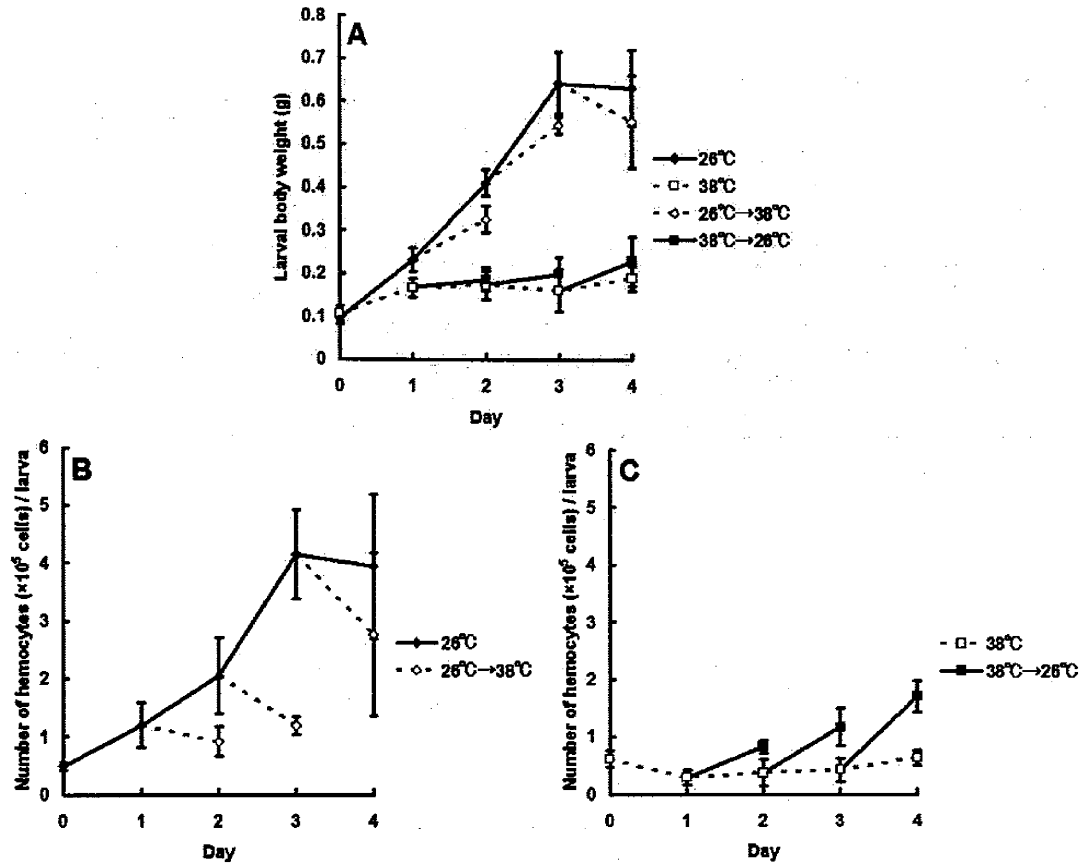 A
Larval body weight (g)
0.8
0.7
0.6
0.5
0.4
0.3
0.2
0.1
0
0 1 2 3 4
Day
26℃
38℃
26℃→38℃
38℃→26℃
B
Number of hemocytes (×10⁵ cells) / larva
6
5
4
3
2
1
0
0 1 2 3 4
Day
26℃
26℃→38℃
C
Number of hemocytes (×10⁵ cells) / larva
6
5
4
3
2
1
0
0 1 2 3 4
Day
38℃
38℃→26℃